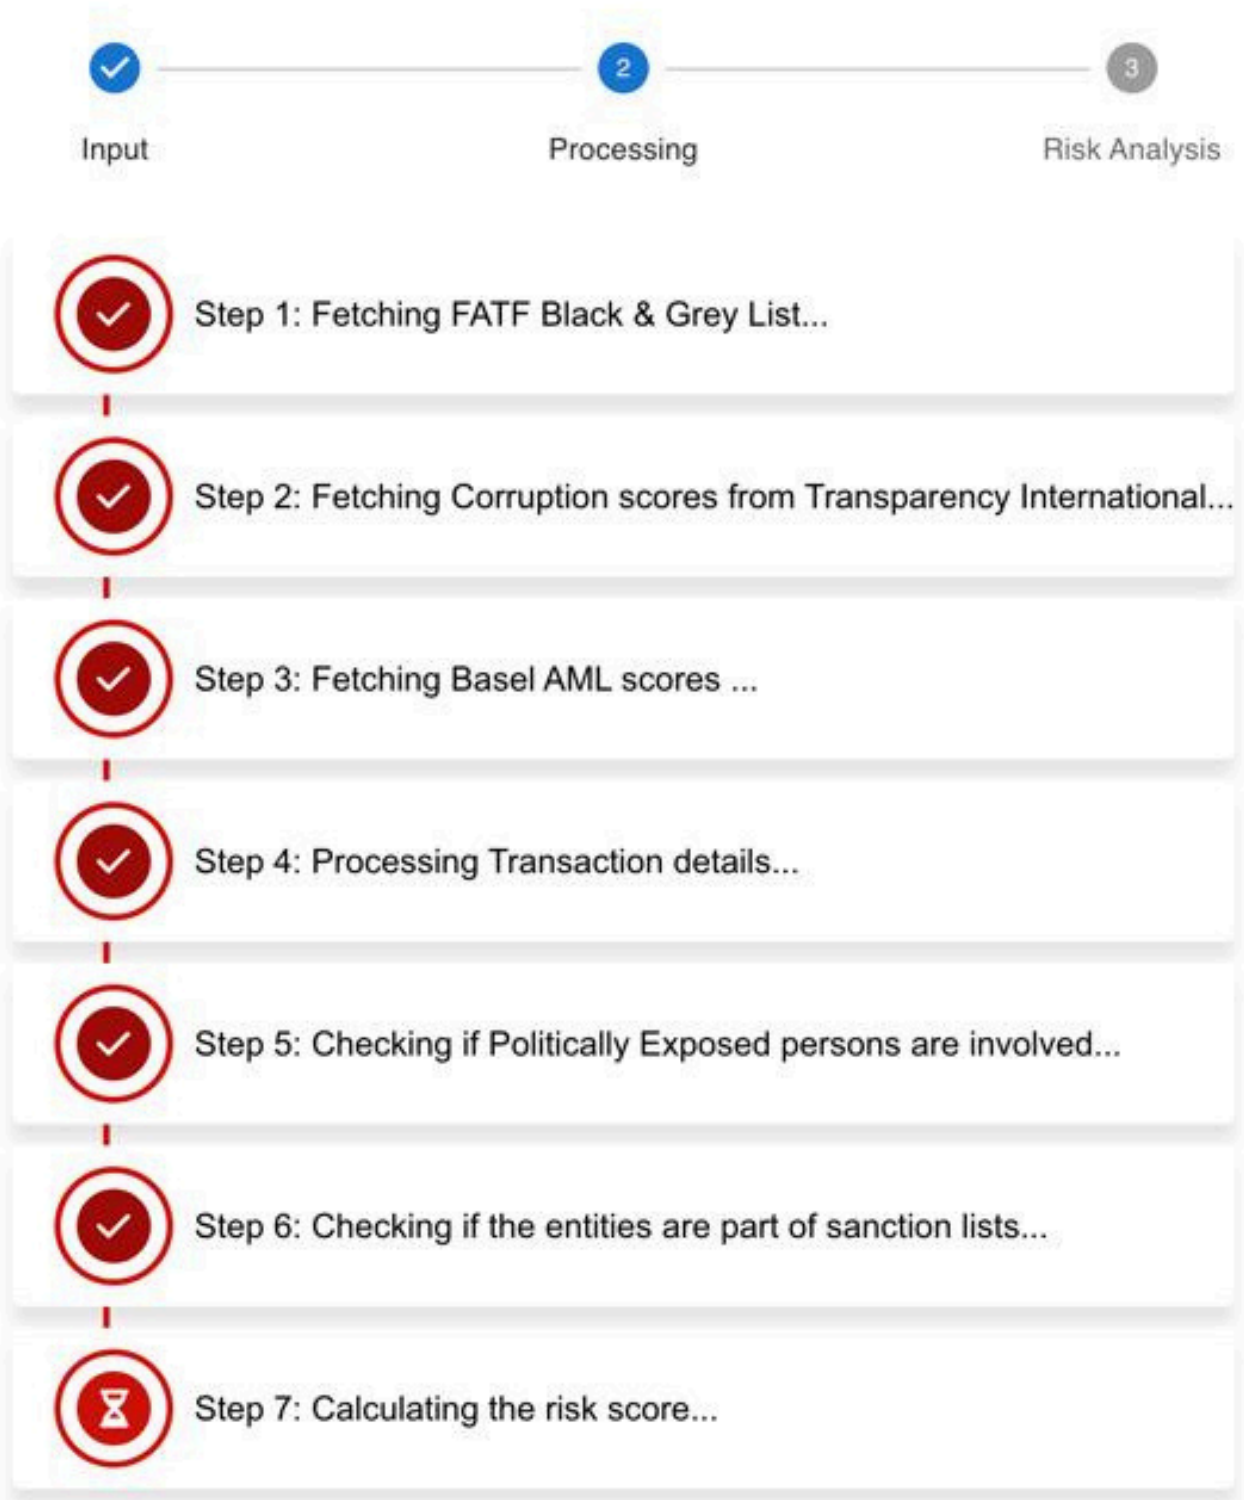 2
3
Input
Processing
Risk Analysis
Step 1: Fetching FATF Black & Grey List...
Step 2: Fetching Corruption scores from Transparency International...
Step 3: Fetching Basel AML scores ...
Step 4: Processing Transaction details...
Step 5: Checking if Politically Exposed persons are involved...
Step 6: Checking if the entities are part of sanction lists...
Step 7: Calculating the risk score...